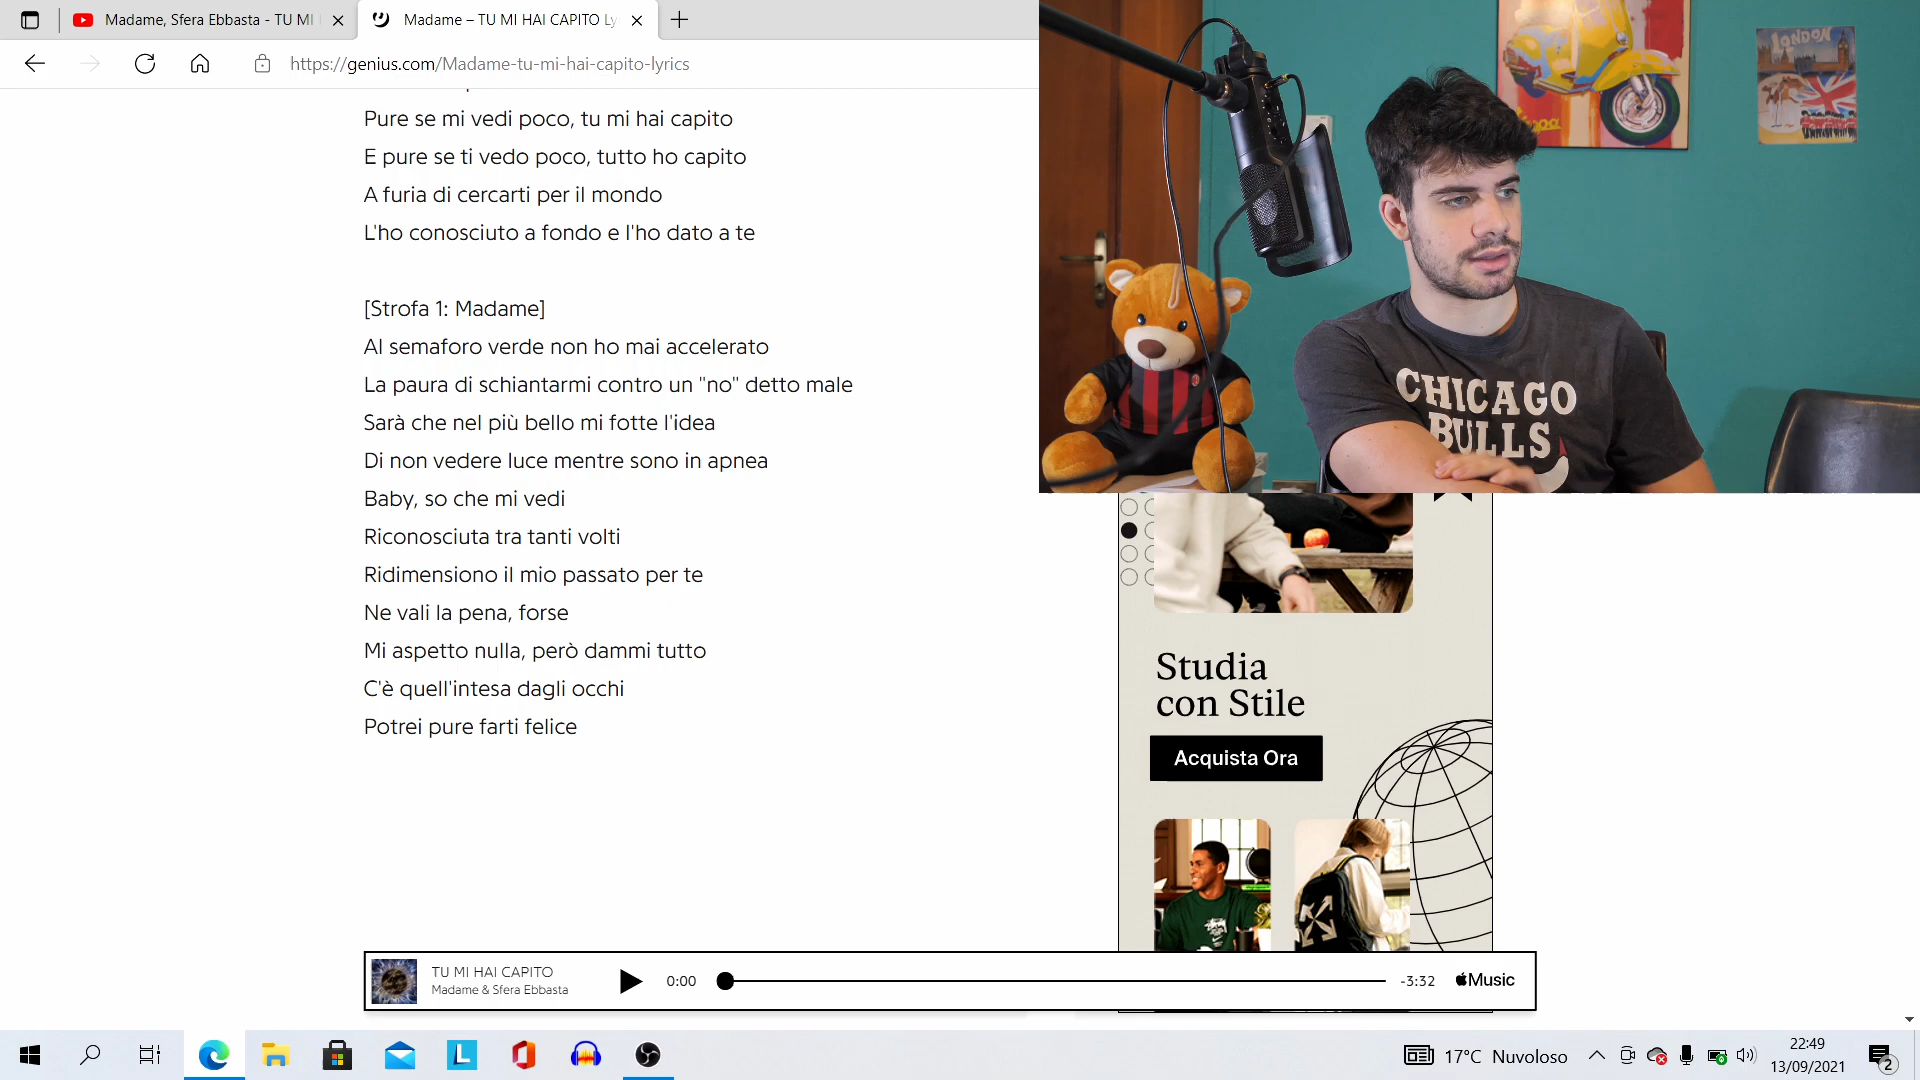 Madame, Sfera Ebbasta - TU MI
Madame – TU MI HAI CAPITO Ly
https://genius.com/Madame-tu-mi-hai-capito-lyrics
Pure se mi vedi poco, tu mi hai capito
E pure se ti vedo poco, tutto ho capito
A furia di cercarti per il mondo
L'ho conosciuto a fondo e l'ho dato a te
[Strofa 1: Madame]
Al semaforo verde non ho mai accelerato
La paura di schiantarmi contro un "no" detto male
Sarà che nel più bello mi fotte l'idea
Di non vedere luce mentre sono in apnea
Baby, so che mi vedi
Riconosciuta tra tanti volti
Ridimensiono il mio passato per te
Ne vali la pena, forse
Mi aspetto nulla, però dammi tutto
C'è quell'intesa dagli occhi
Potrei pure farti felice
LONDON
Vespa
CHICAGO
BULLS
Studia
con Stile
Acquista Ora
TU MI HAI CAPITO
Madame & Sfera Ebbasta
0:00
-3:32
Music
17°C Nuvoloso
22:49
13/09/2021
2